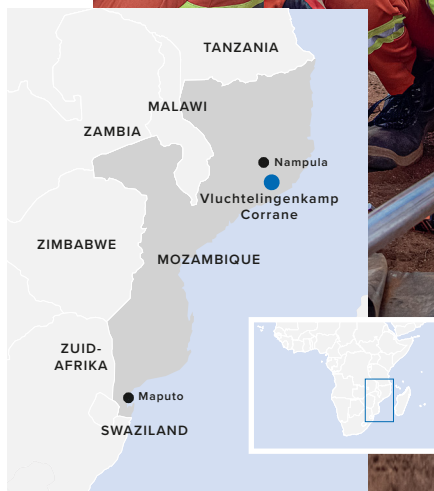 TANZANIA
MALAWI
ZAMBIA
Nampula
Vluchtelingenkamp
Corrane
ZIMBABWE
MOZAMBIQUE
ZUID-
AFRIKA
Maputo
SWAZILAND